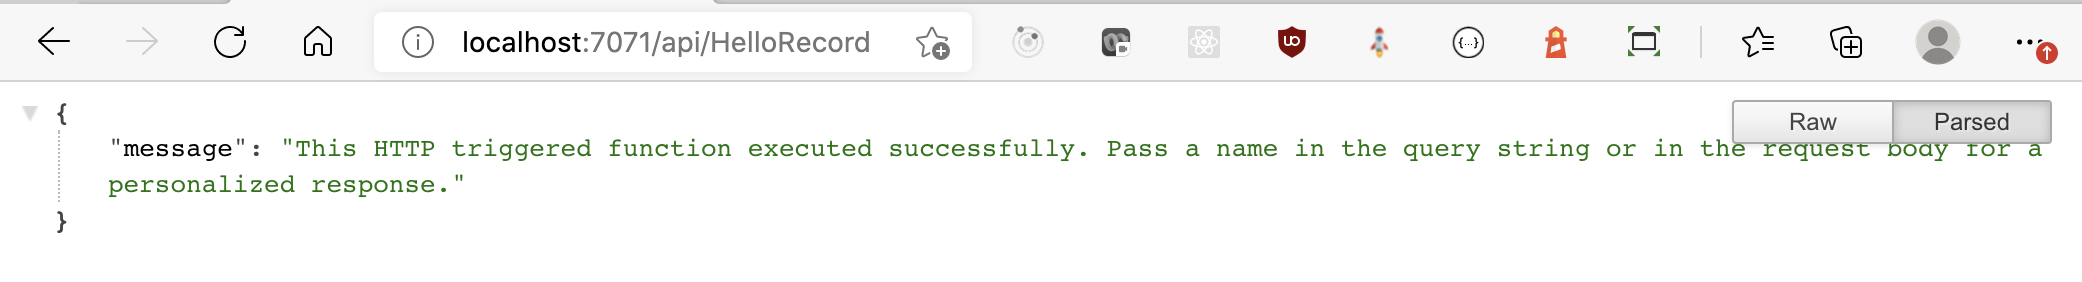 localhost:7071/api/HelloRecord
{
Raw Parsed
"message": "This HTTP triggered function executed successfully. Pass a name in the query string or in the request body for a
personalized response."
}